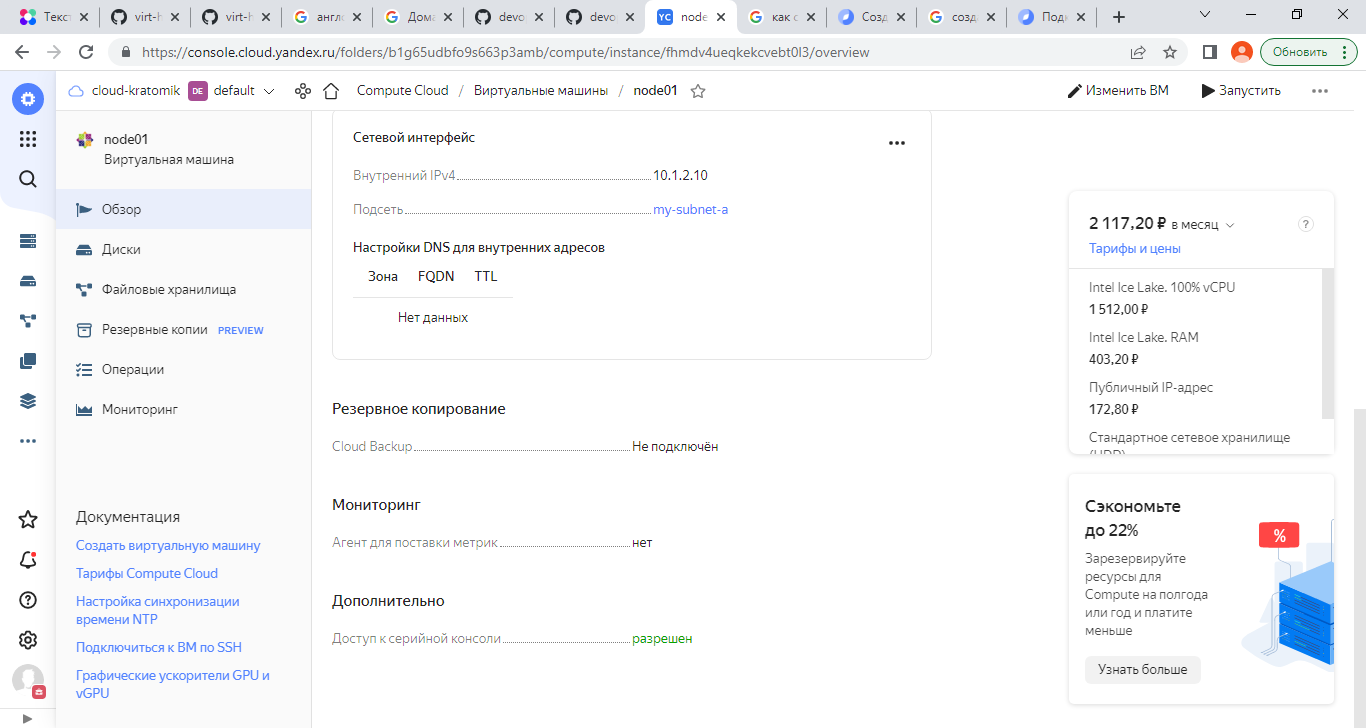 Текст
virt-h
virt-h
англо
Дома
devo
devo
node
как с
Созд
созд
Подк
https://console.cloud.yandex.ru/folders/b1g65udbfo9s663p3amb/compute/instance/fhmdv4ueqkekcvebt0l3/overview
Обновить
cloud-kratomik DE default
Compute Cloud / Виртуальные машины / node01
Изменить ВМ
Запустить
node01
Виртуальная машина
Обзор
Диски
Файловые хранилища
Резервные копии PREVIEW
Операции
Мониторинг
Документация
Создать виртуальную машину
Тарифы Compute Cloud
Настройка синхронизации
времени NTP
Подключиться к ВМ по SSH
Графические ускорители GPU и
vGPU
Сетевой интерфейс
Внутренний IPv4 10.1.2.10
Подсеть my-subnet-a
Настройки DNS для внутренних адресов
Зона FQDN TTL
Нет данных
Резервное копирование
Cloud Backup Не подключён
Мониторинг
Агент для поставки метрик нет
Дополнительно
Доступ к серийной консоли разрешен
2 117,20 ₽ в месяц
?
Тарифы и цены
Intel Ice Lake. 100% vCPU
1 512,00 ₽
Intel Ice Lake. RAM
403,20 ₽
Публичный IP-адрес
172,80 ₽
Стандартное сетевое хранилище
(HDD)
Сэкономьте
до 22%
%
Зарезервируйте
ресурсы для
Compute на полгода
или год и платите
меньше
Узнать больше